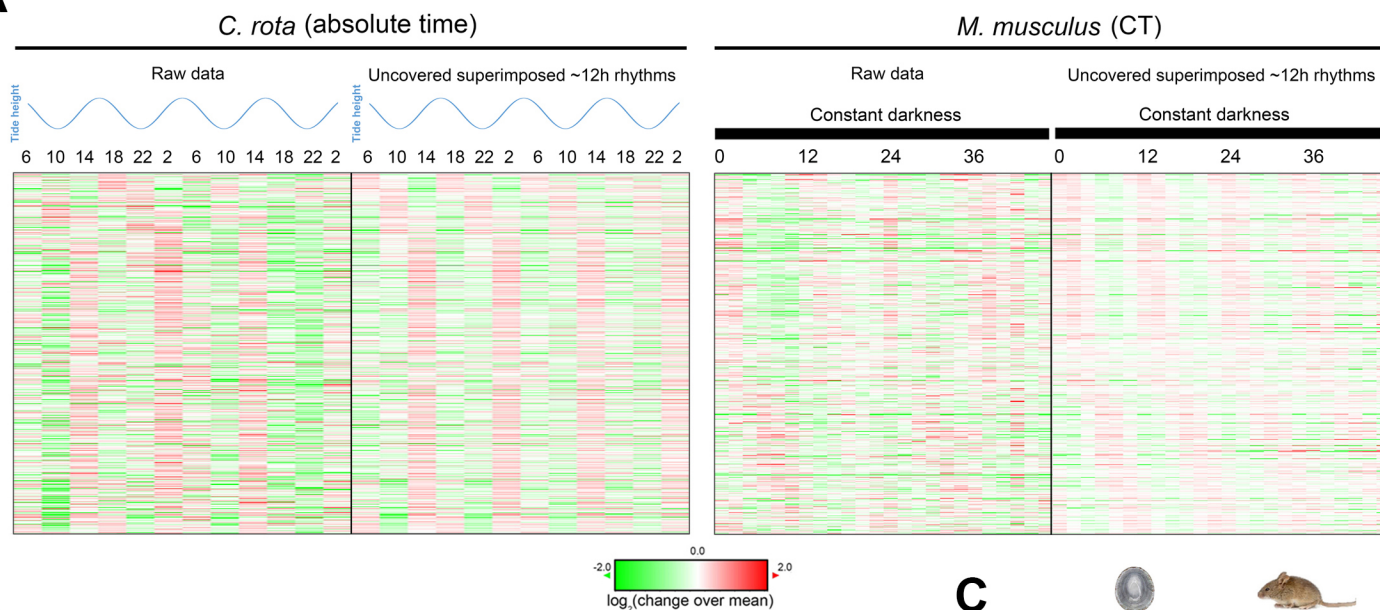 C. rota (absolute time)
M. musculus (CT)
Raw data
Uncovered superimposed ~12h rhythms
Raw data
Uncovered superimposed ~12h rhythms
Tide height
Tide height
Constant darkness
Constant darkness
6 10 14 18 22 2 6 10 14 18 22 2
6 10 14 18 22 2 6 10 14 18 22 2
0 12 24 36
0 12 24 36
0.0
-2.0 2.0
log2(change over mean)
C